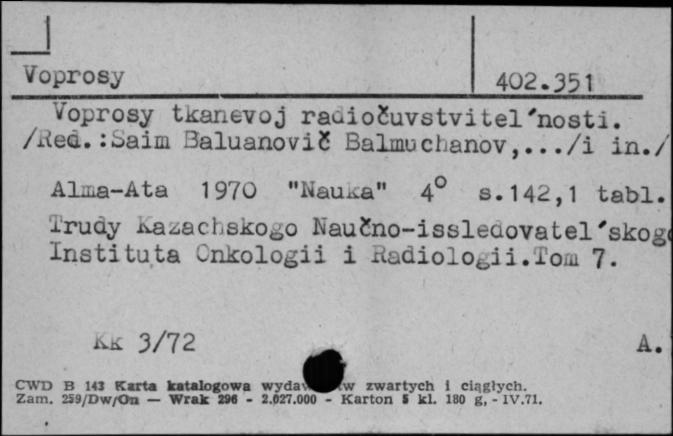 Voprosy
402.351
Voprosy tkanevoj radiočuvstvitel'nosti.
/Red.:Saim Baluanovič Balmuchanov,.../i in./
Alma-Ata 1970 "Nauka" 4° s.142,1 tabl.
Trudy Kazachskogo Naučno-issledovatel'skogo
Instituta Onkologii i Radiologii.Tom 7.
Kk 3/72 A.
CWD B 143 Karta katalogowa zwartych i ciągłych.
Zam. 259/Dw/On — Wrak 296 - 2.027.000 - Karton 5 kl. 180 g, - IV.71.